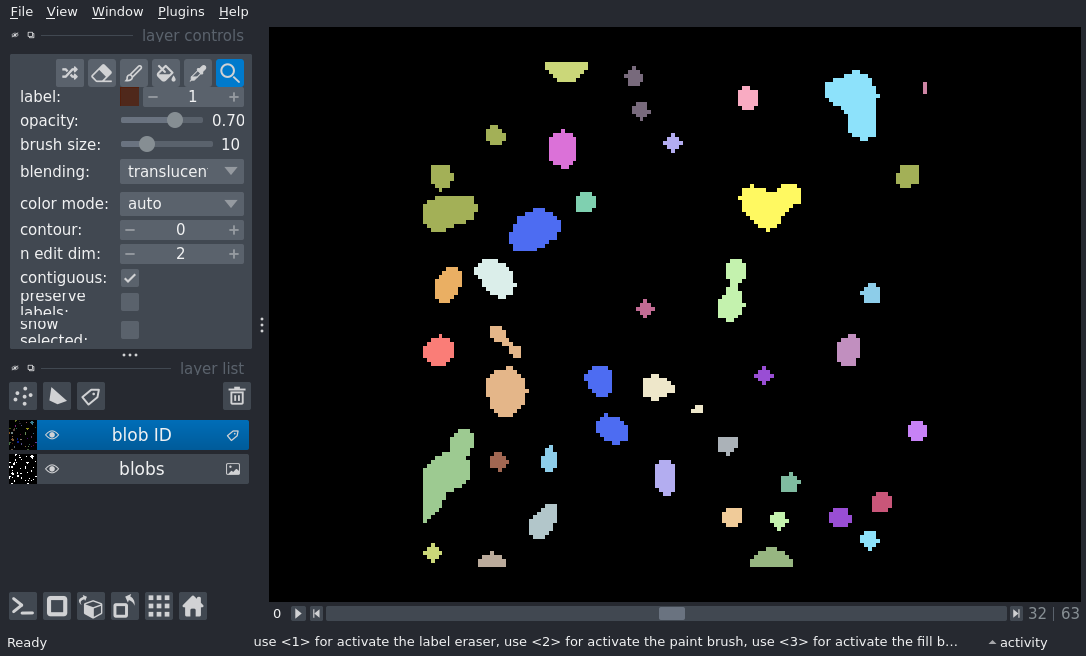 File View Window Plugins Help
layer controls
label: 1
opacity: 0.70
brush size: 10
blending: translucen
color mode: auto
contour: 0
n edit dim: 2
contiguous:
preserve
labels:
show
selected:
layer list
blob ID
blobs
0 32 | 63
Ready use <1> for activate the label eraser, use <2> for activate the paint brush, use <3> for activate the fill b... activity